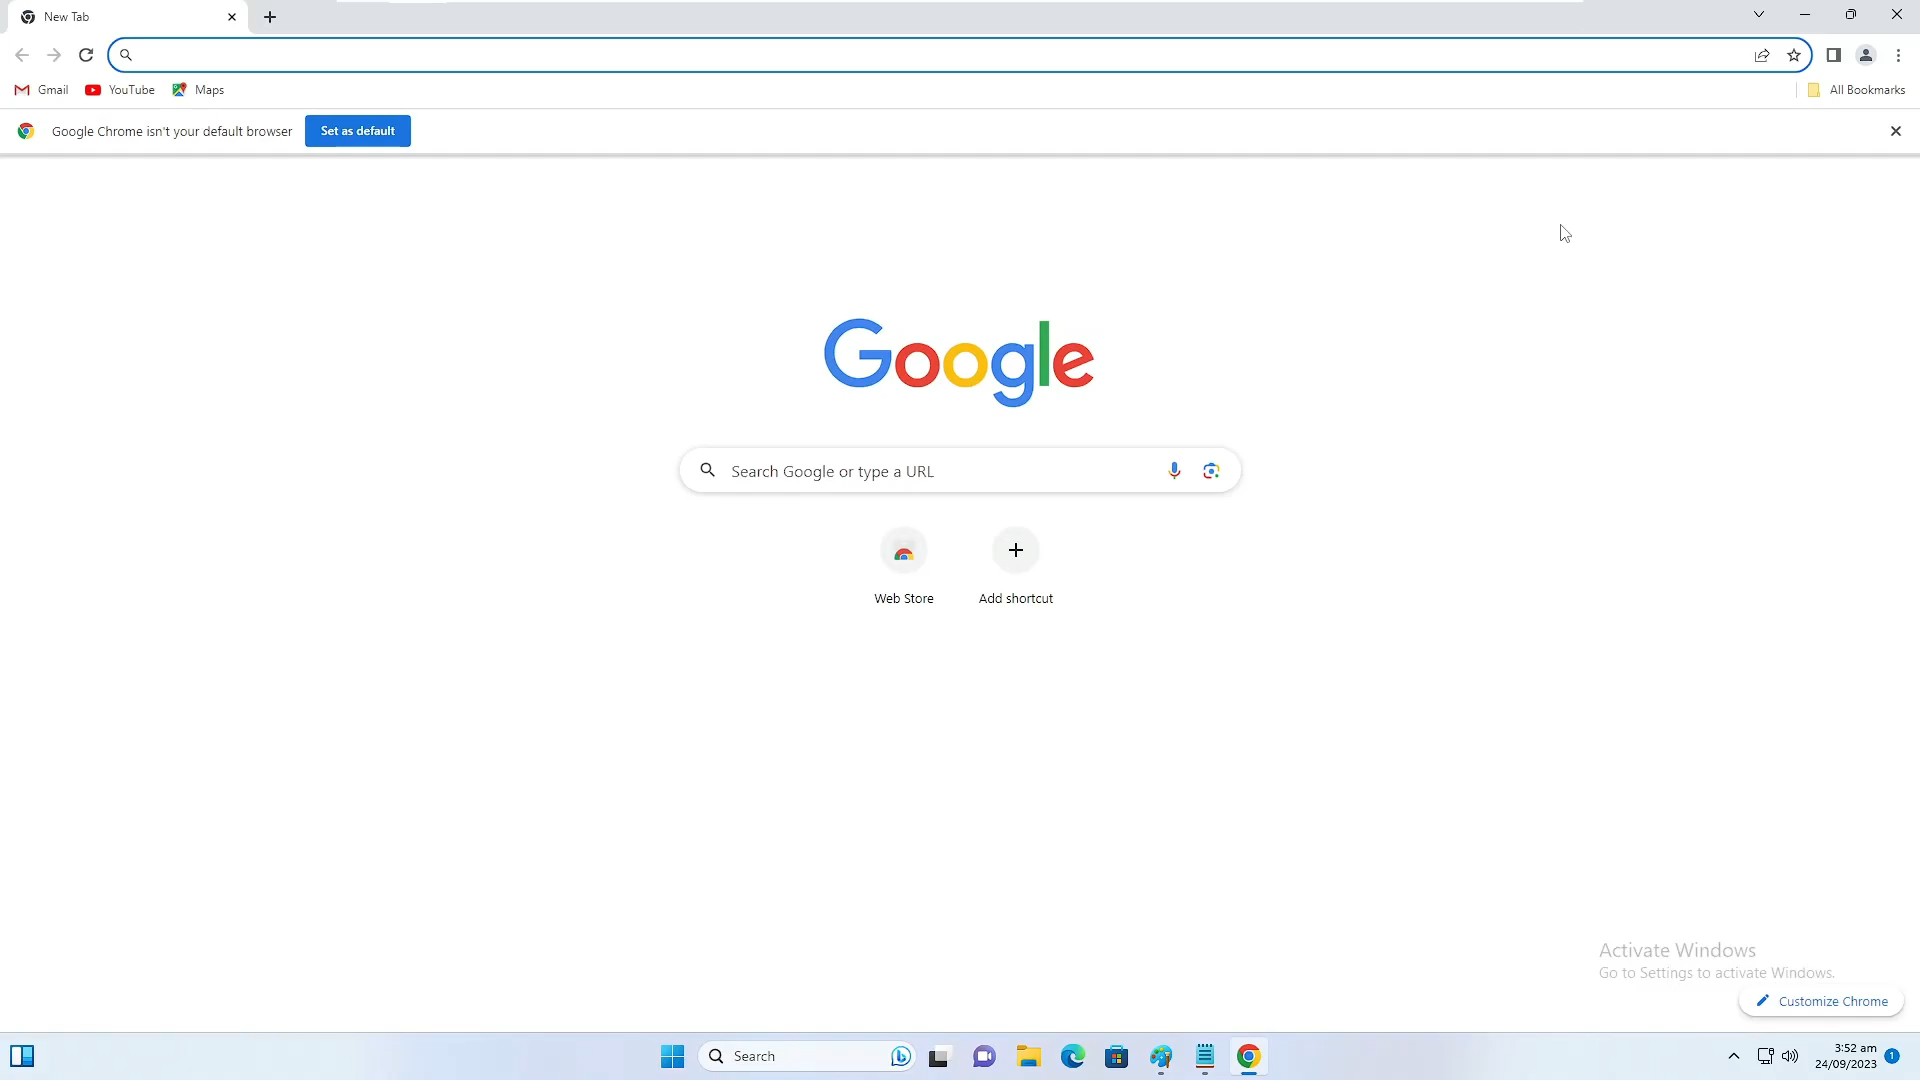 New Tab
Gmail
YouTube
Maps
All Bookmarks
Google Chrome isn't your default browser
Set as default
Google
Search Google or type a URL
Web Store
Add shortcut
Activate Windows
Go to Settings to activate Windows.
Customize Chrome
Search
3:52 am
24/09/2023
1